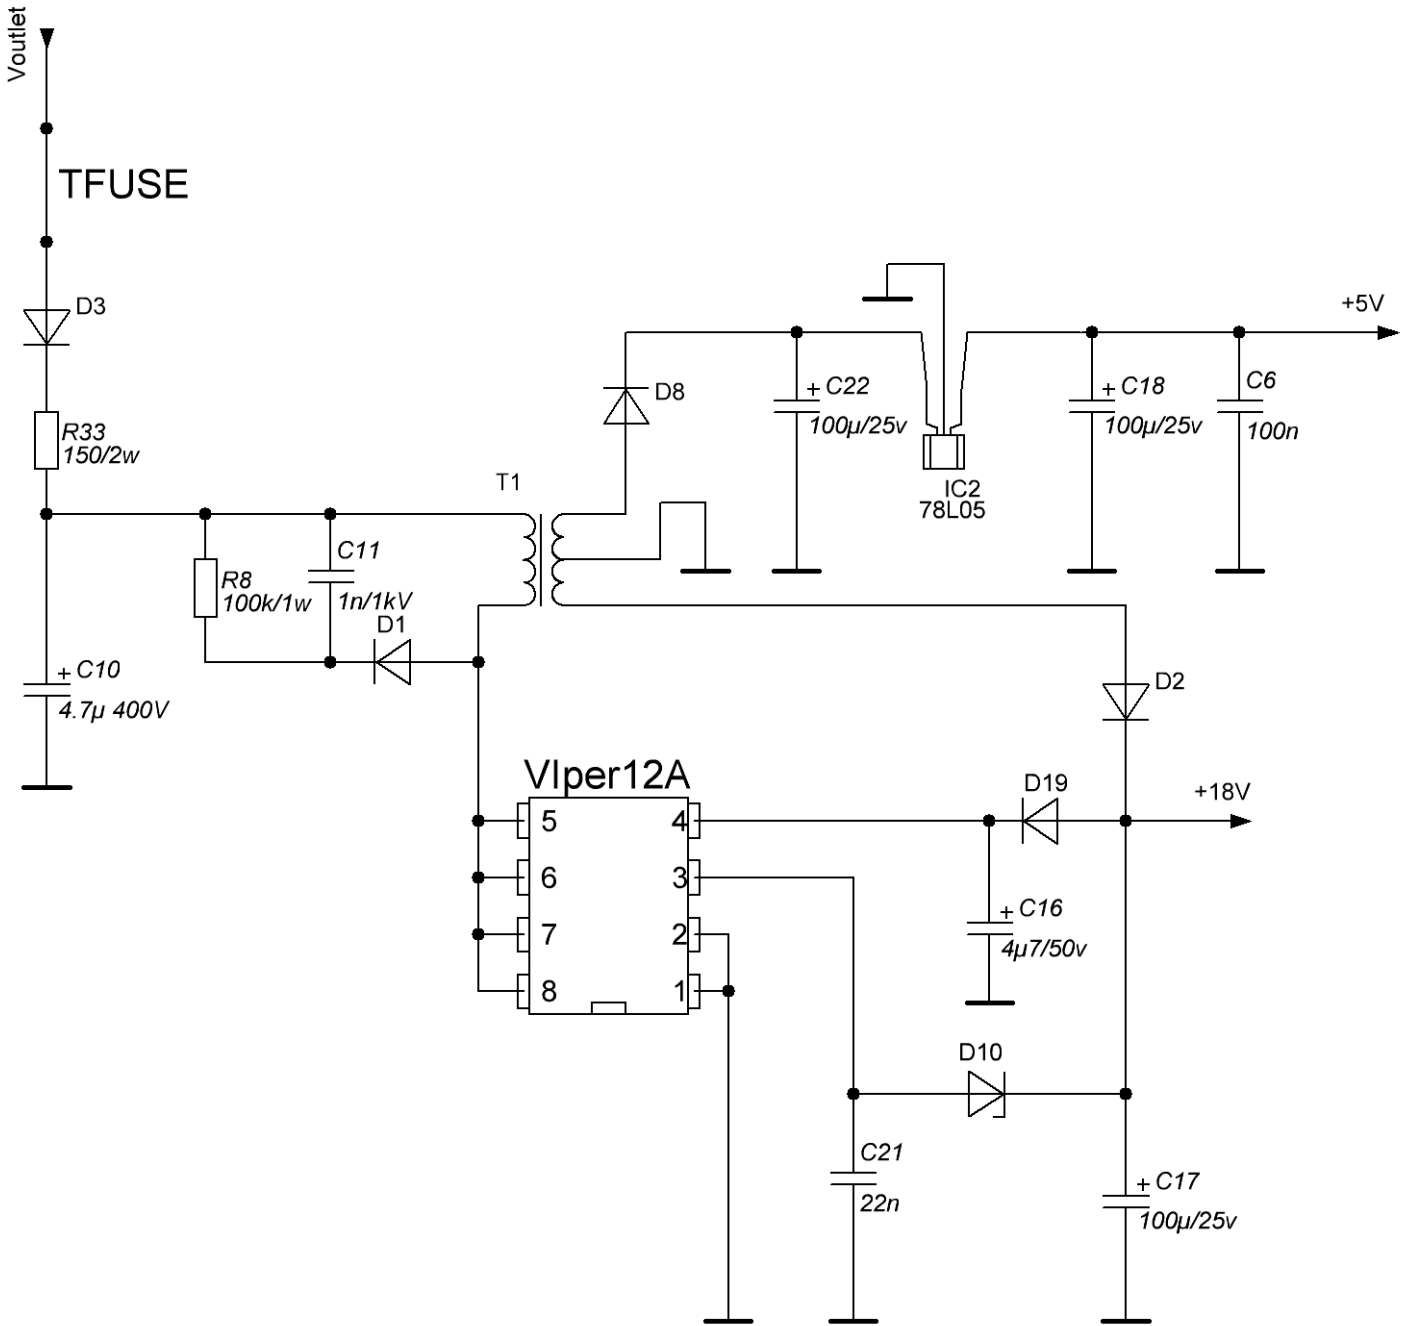 Voutlet
TFUSE
D3
R33
150/2w
+5V
D8
+ C22
100µ/25v
+ C18
100µ/25v
C6
100n
IC2
78L05
T1
C11
1n/1kV
R8
100k/1w
D1
+ C10
4.7µ 400V
D2
VIper12A
D19
+18V
5
4
6
3
7
2
8
1
+ C16
4µ7/50v
D10
C21
22n
+ C17
100µ/25v